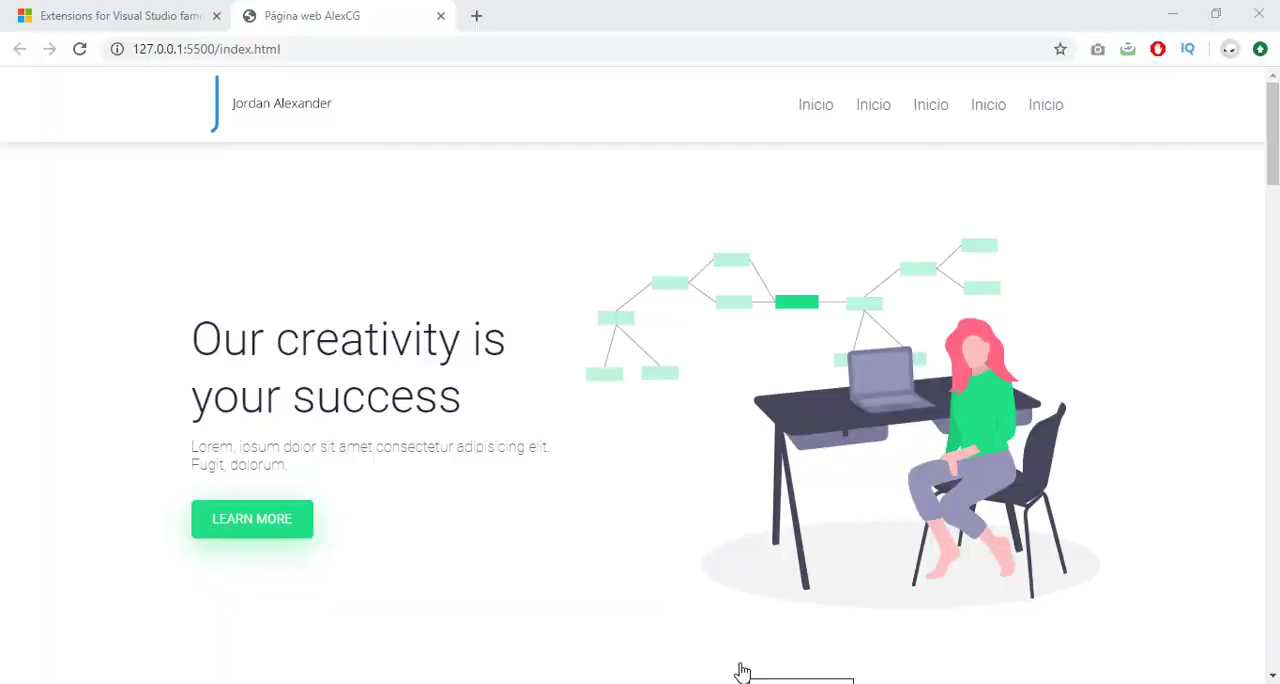 Extensions for Visual Studio fam
Página web AlexCG
127.0.0.1:5500/index.html
IQ
Jordan Alexander
Inicio Inicio Inicio Inicio Inicio
Our creativity is
your success
Lorem, ipsum dolor sit amet consectetur adipisicing elit.
Fugit, dolorum.
LEARN MORE